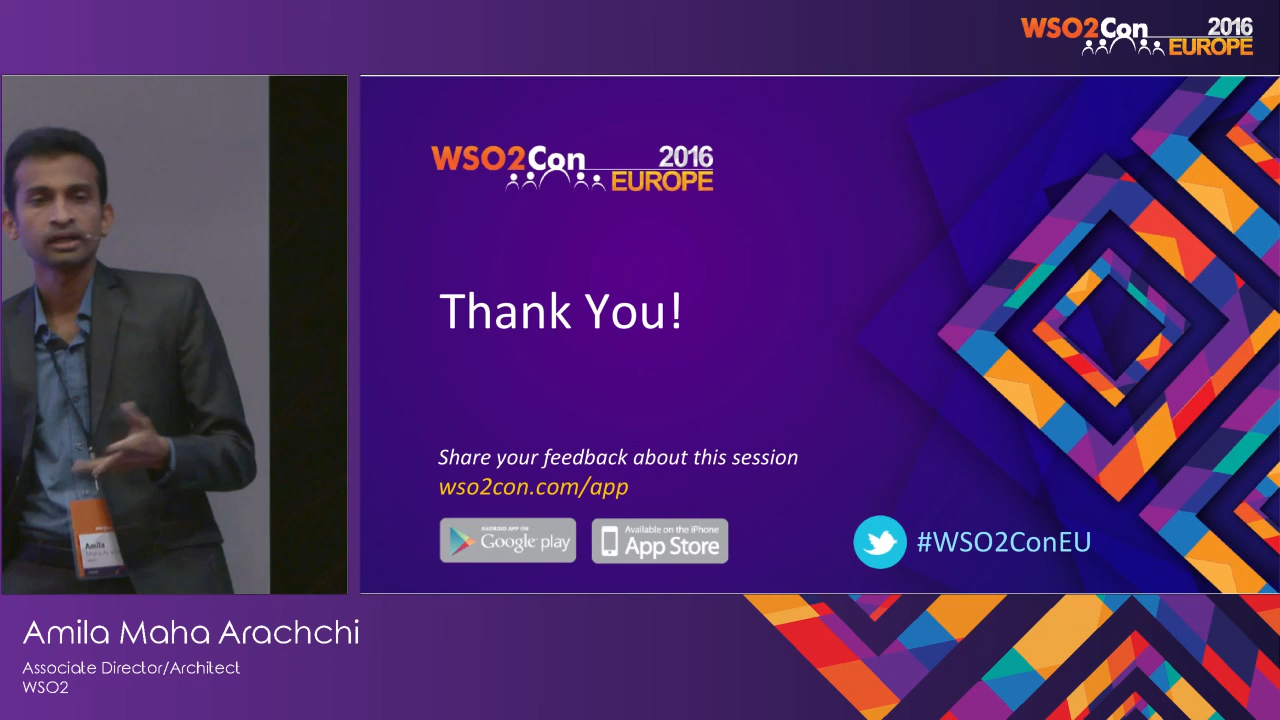 WSO2Con 2016
EUROPE
WSO2Con 2016
EUROPE
Thank You!
Share your feedback about this session
wso2con.com/app
ANDROID APP ON
Google play
Available on the iPhone
App Store
#WSO2ConEU
Amila
Amila Maha Arachchi
Associate Director/Architect
WSO2